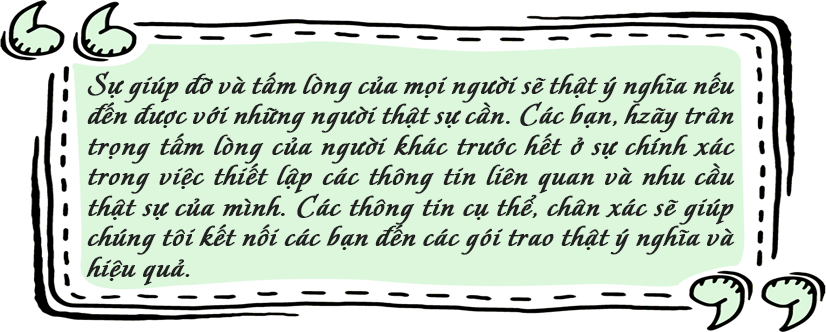 Sự giúp đỡ và tấm lòng của mọi người sẽ thật ý nghĩa nếu
đến được với những người thật sự cần. Các bạn, hzãy trân
trọng tấm lòng của người khác trước hết ở sự chính xác
trong việc thiết lập các thông tin liên quan và nhu cầu
thật sự của mình. Các thông tin cụ thể, chân xác sẽ giúp
chúng tôi kết nối các bạn đến các gói trao thật ý nghĩa và
hiệu quả.